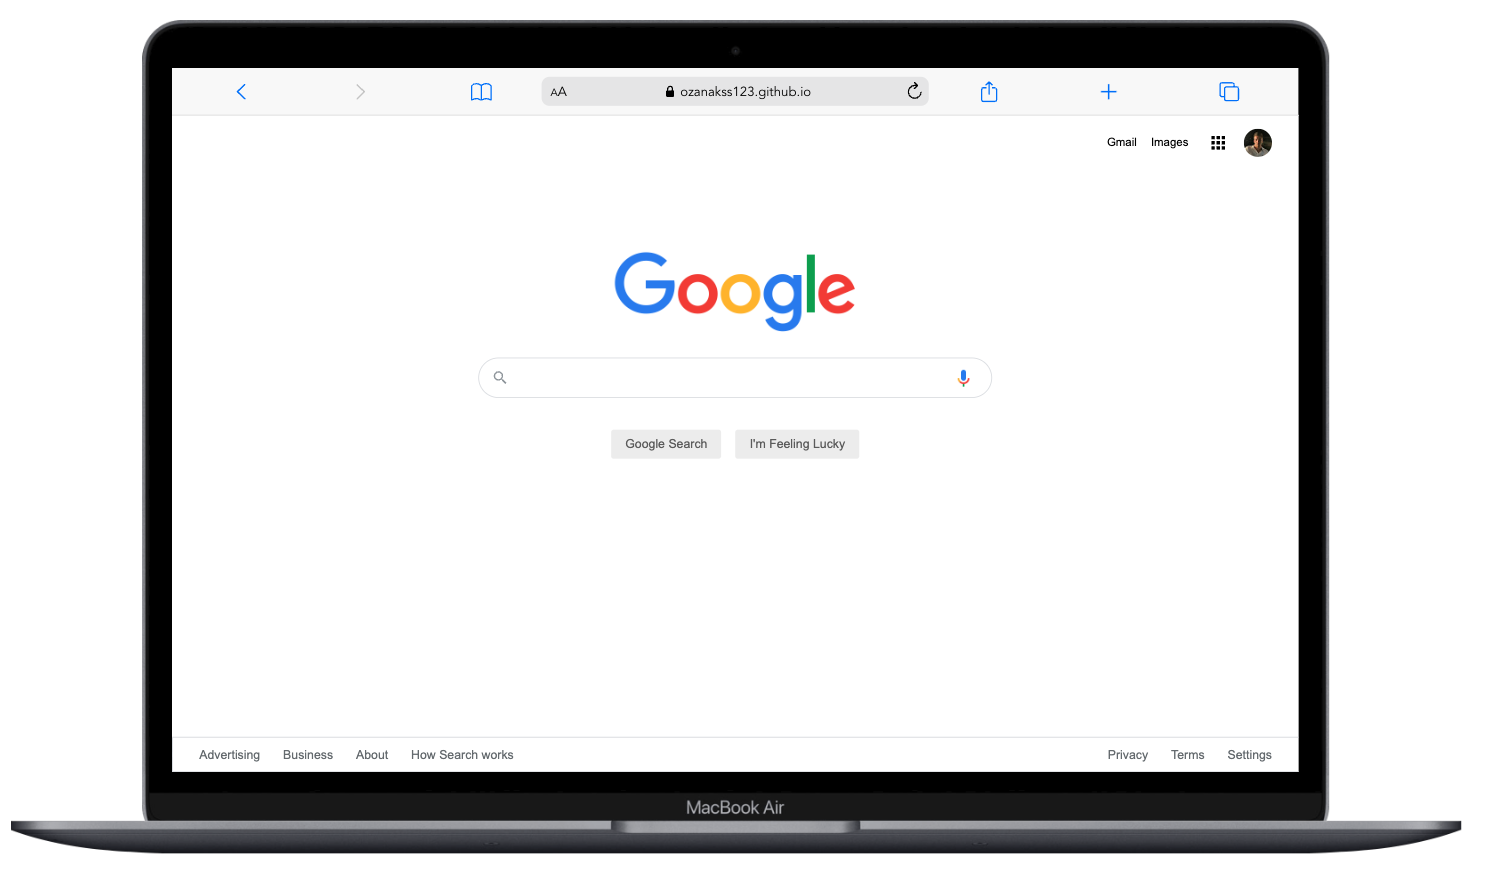 AA ozanakss123.github.io
Gmail Images
Google
Google Search I'm Feeling Lucky
Advertising Business About How Search works Privacy Terms Settings
MacBook Air